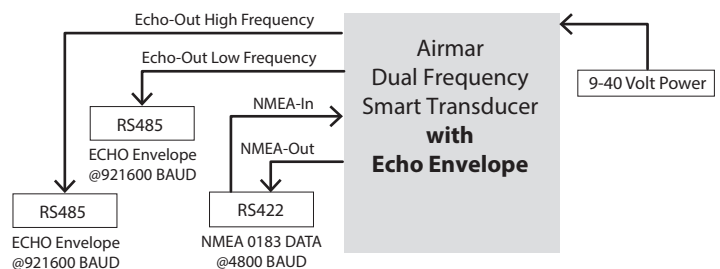 Echo-Out High Frequency
Echo-Out Low Frequency
NMEA-In
NMEA-Out
Airmar
Dual Frequency
Smart Transducer
with
Echo Envelope
9-40 Volt Power
RS485
ECHO Envelope
@921600 BAUD
RS485
ECHO Envelope
@921600 BAUD
RS422
NMEA 0183 DATA
@4800 BAUD